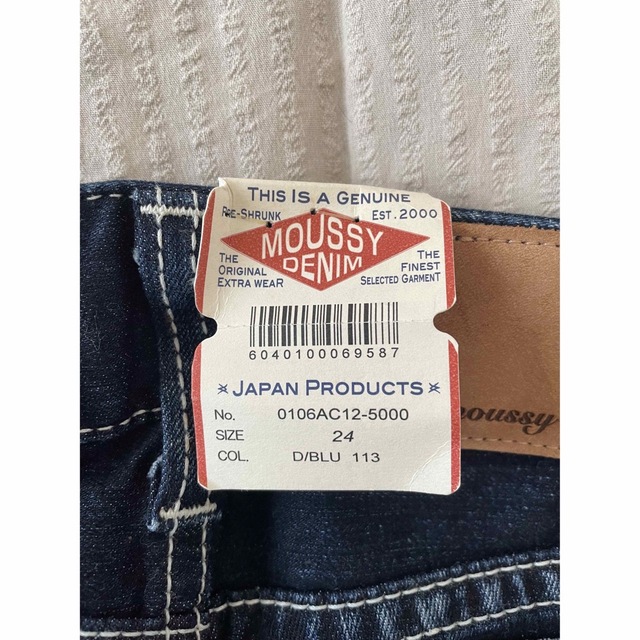 THIS IS A GENUINE
RE-SHRUNK
EST. 2000
MOUSSY
DENIM
THE
ORIGINAL
EXTRA WEAR
THE
FINEST
SELECTED GARMENT
6040100069587
JAPAN PRODUCTS
No. 0106AC12-5000
SIZE 24
COL. D/BLU 113
moussy